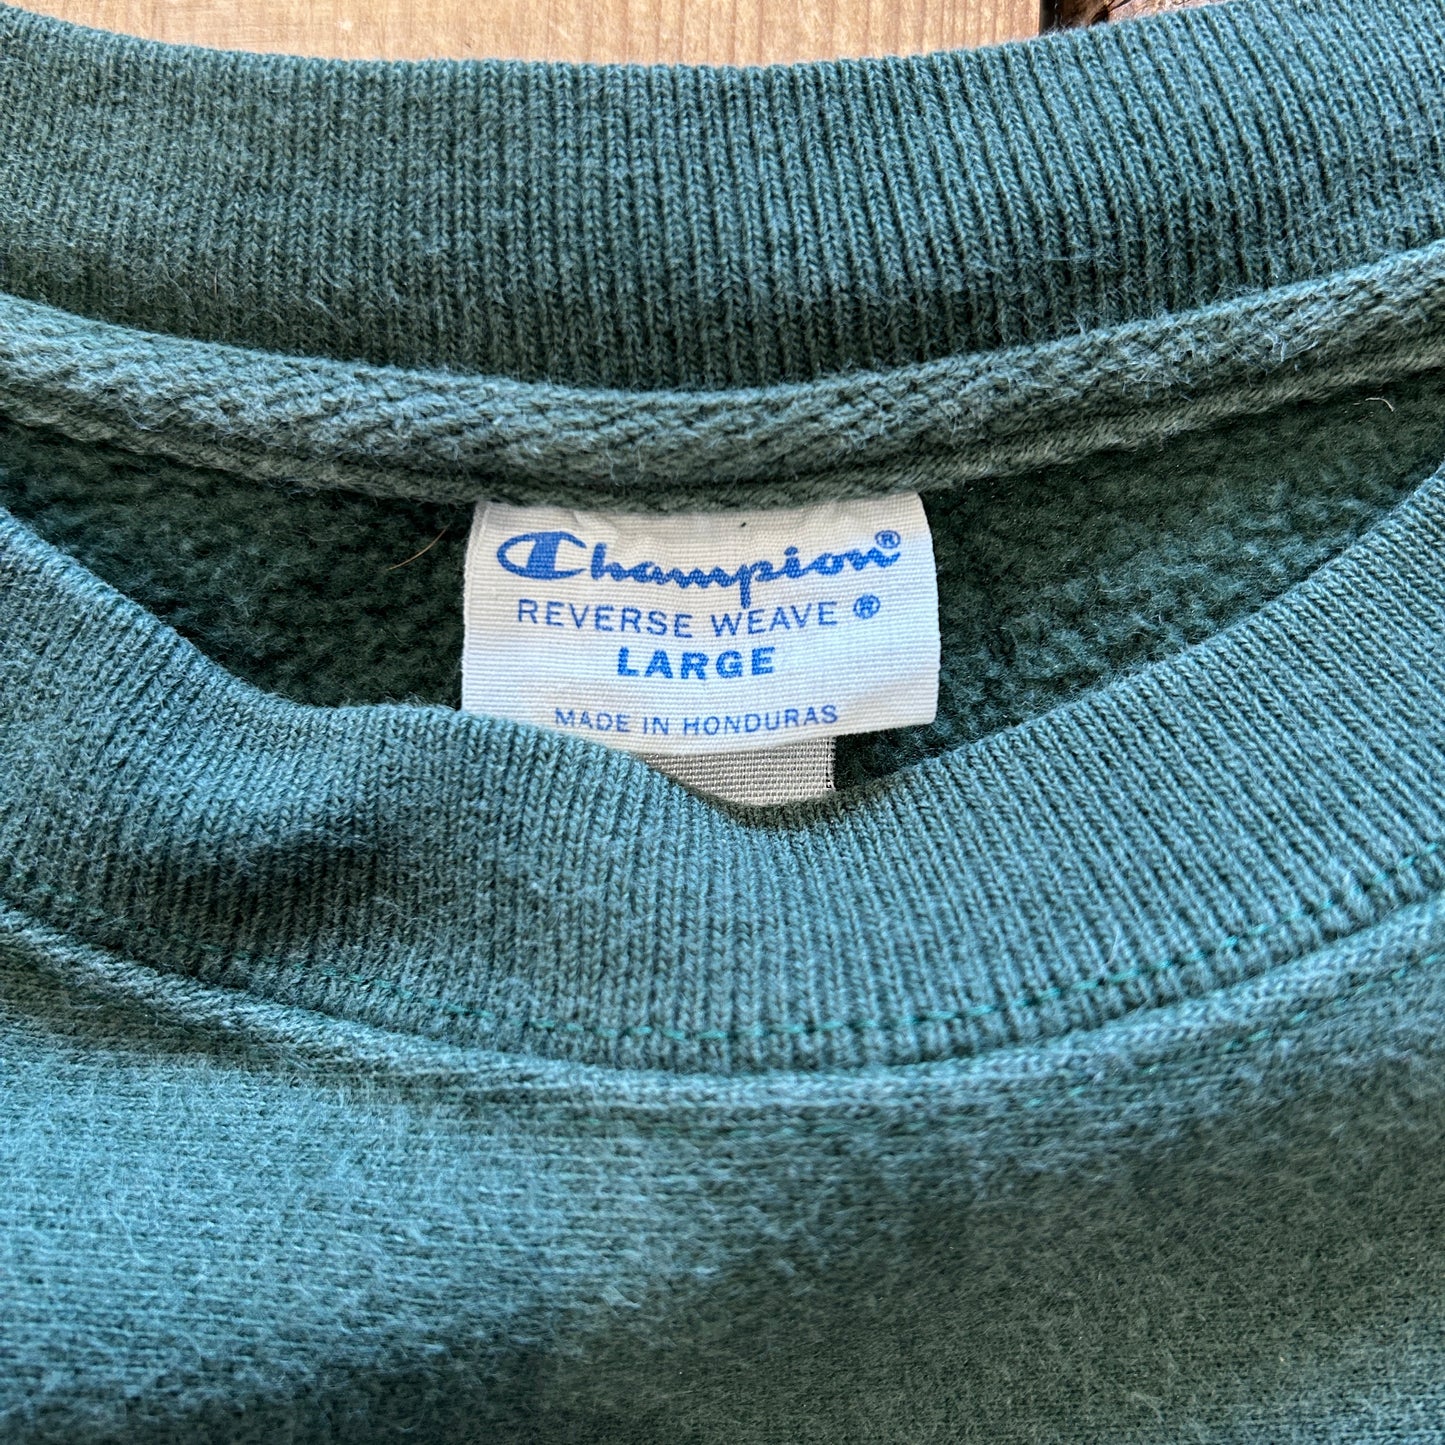 Champion®
REVERSE WEAVE ®
LARGE
MADE IN HONDURAS